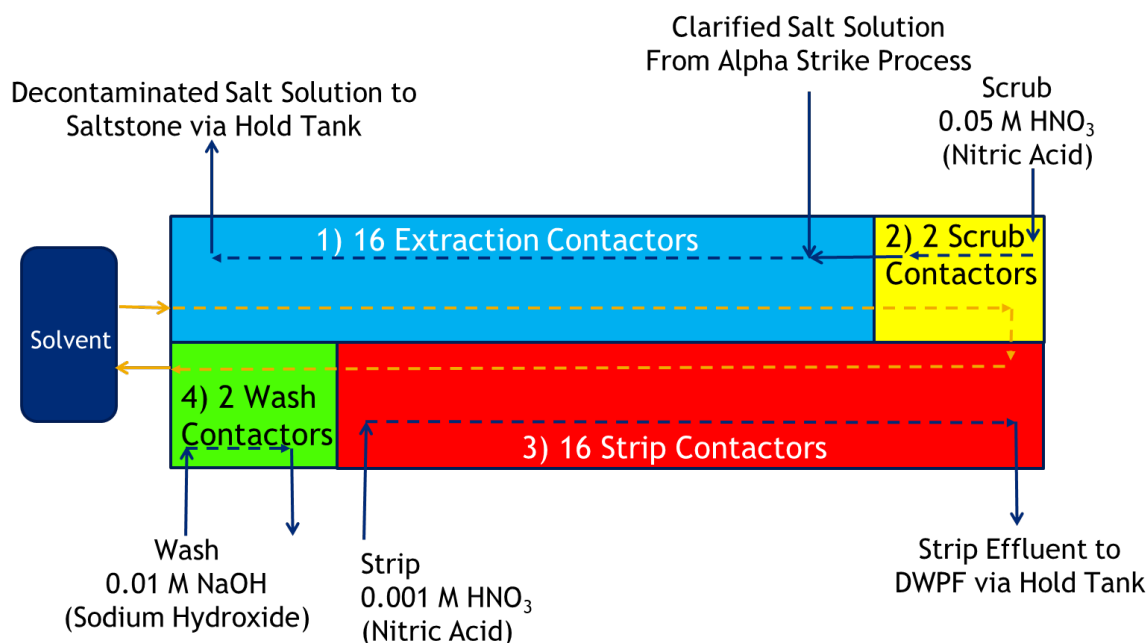 Clarified Salt Solution
From Alpha Strike Process
Decontaminated Salt Solution to
Saltstone via Hold Tank
Scrub
0.05 M HNO₃
(Nitric Acid)
1) 16 Extraction Contactors
2) 2 Scrub
Contactors
Solvent
4) 2 Wash
Contactors
3) 16 Strip Contactors
Wash
0.01 M NaOH
(Sodium Hydroxide)
Strip
0.001 M HNO₃
(Nitric Acid)
Strip Effluent to
DWPF via Hold Tank